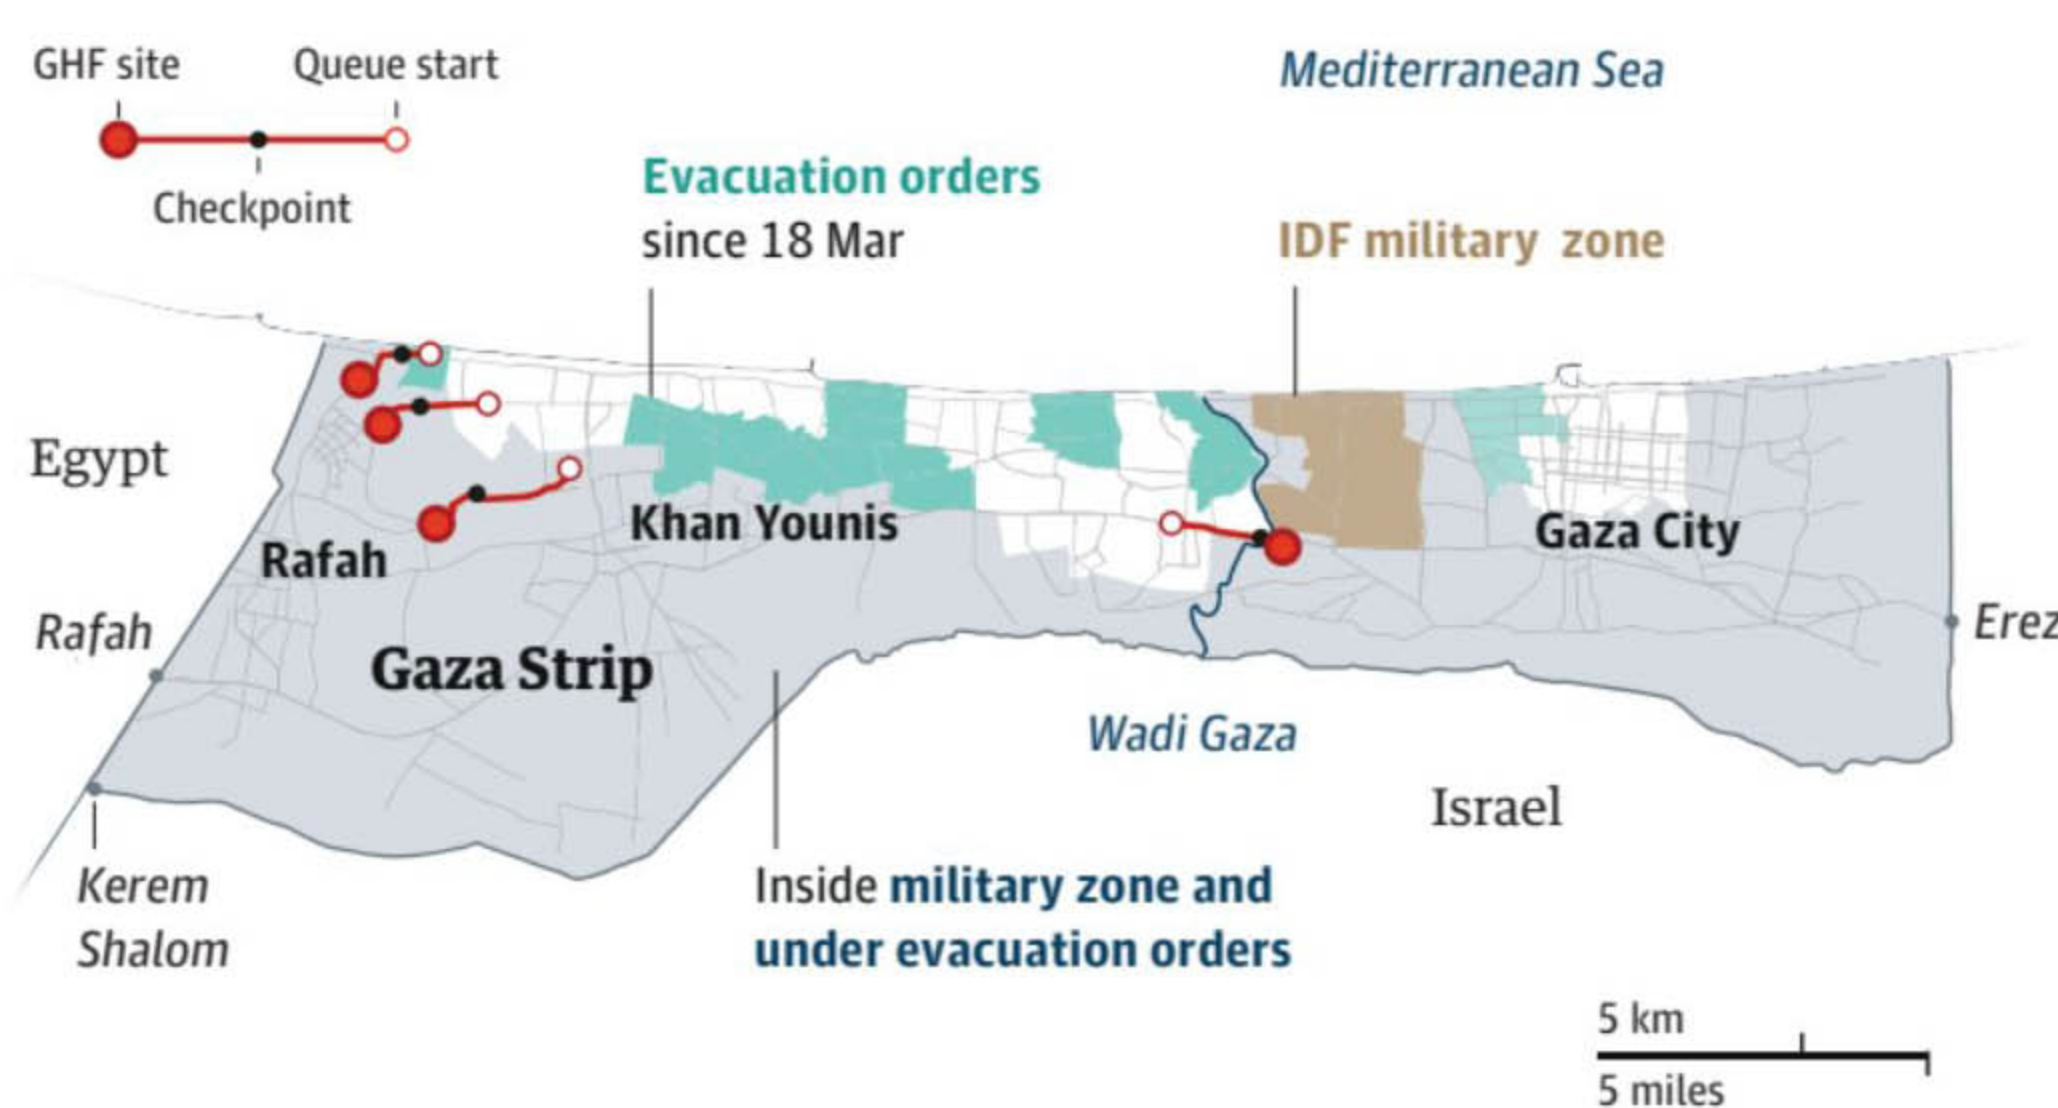 GHF site
Queue start
Checkpoint
Mediterranean Sea
Evacuation orders
since 18 Mar
IDF military zone
Egypt
Khan Younis
Gaza City
Rafah
Rafah
Gaza Strip
Erez
Wadi Gaza
Israel
Kerem
Shalom
Inside military zone and
under evacuation orders
5 km
5 miles